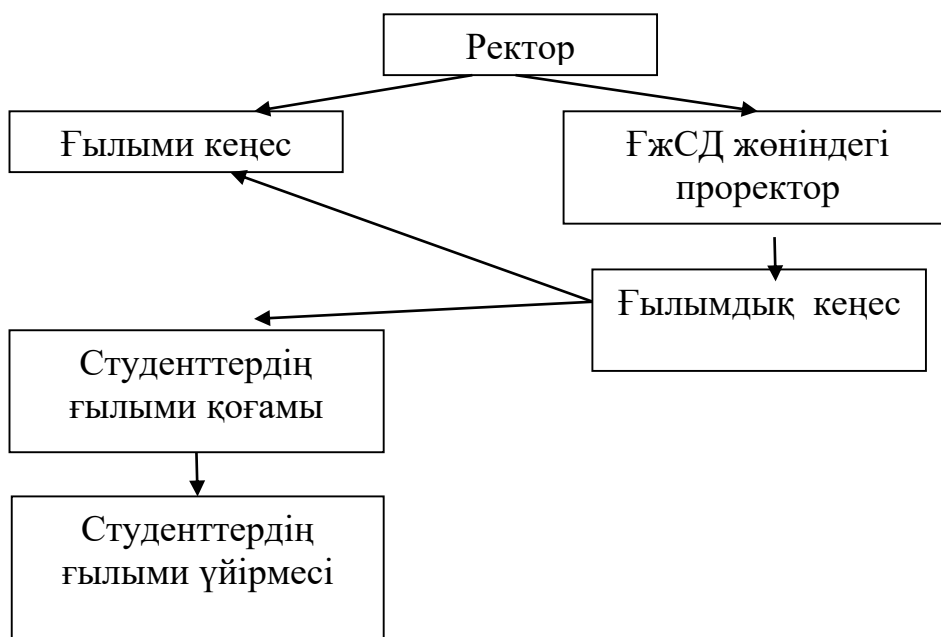 Ректор
Ғылыми кеңес
ҒжСД жөніндегі
проректор
Ғылымдық кеңес
Студенттердің
ғылыми қоғамы
Студенттердің
ғылыми үйірмесі